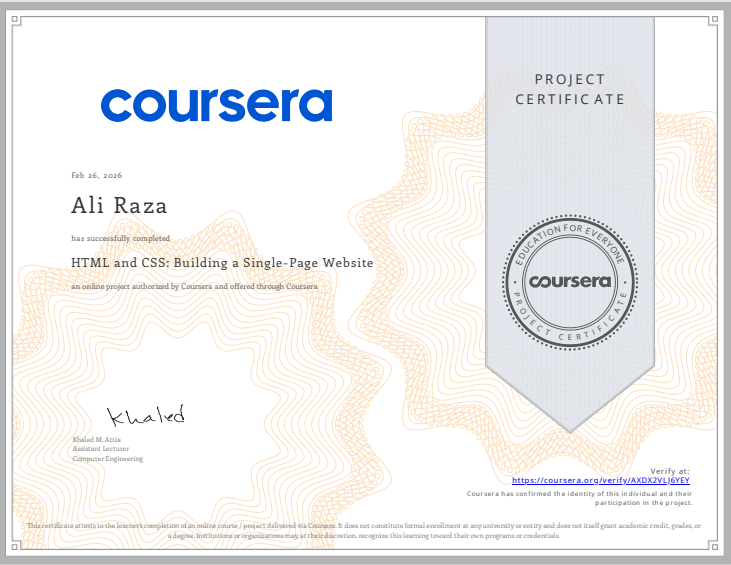 coursera
PROJECT
CERTIFICATE
Feb 26, 2026
Ali Raza
has successfully completed
HTML and CSS: Building a Single-Page Website
an online project authorized by Coursera and offered through Coursera
EDUCATION FOR EVERYONE
coursera
PROJECT CERTIFICATE
Khaled
Khaled M. Attia
Assistant Lecturer
Computer Engineering
Verify at:
https://coursera.org/verify/AXDX2VLJ6YEY
Coursera has confirmed the identity of this individual and their
participation in the project.
This certificate attests to the learner's completion of an online course / project delivered via Coursera. It does not constitute formal enrollment at any university or entity and does not itself grant academic credit, grades, or
a degree. Institutions or organizations may, at their discretion, recognize this learning toward their own programs or credentials.